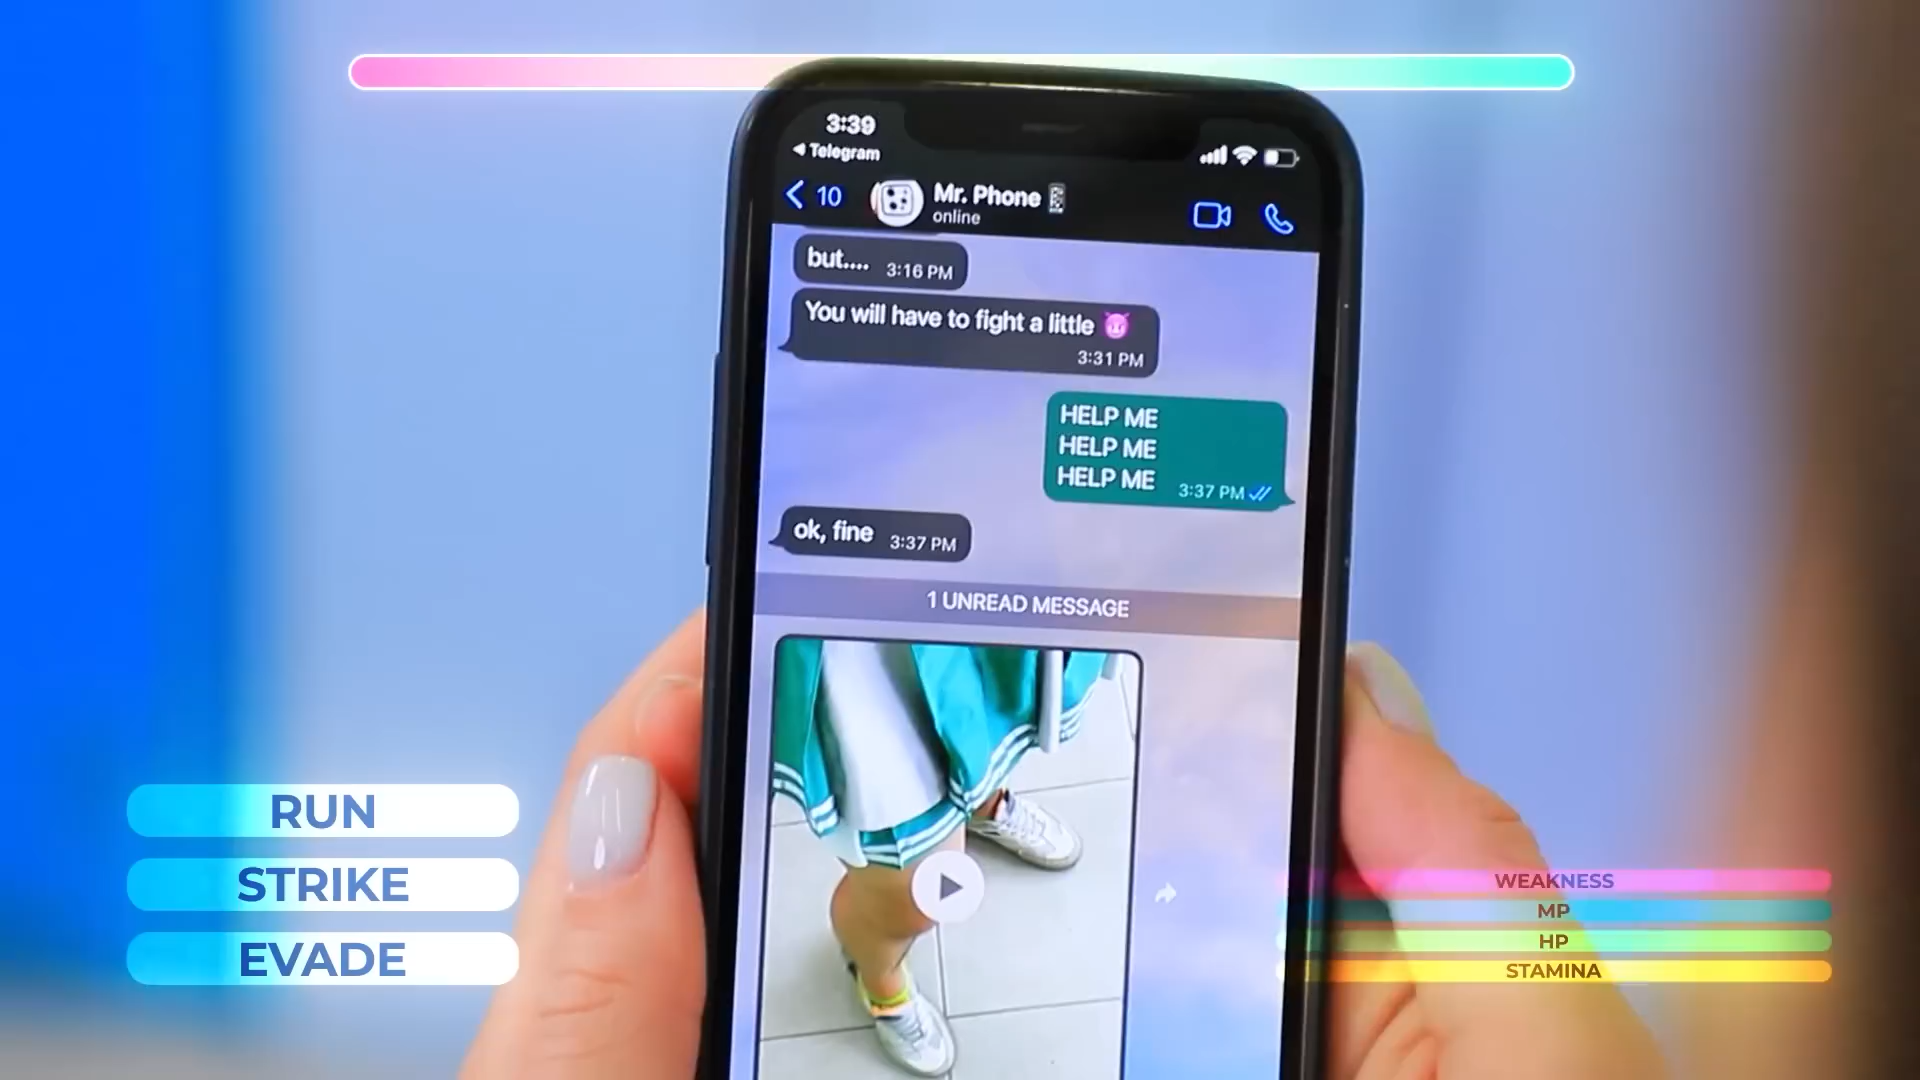 3:39
Telegram
10
Mr. Phone
online
but.... 3:16 PM
You will have to fight a little
3:31 PM
HELP ME
HELP ME
HELP ME 3:37 PM
ok, fine 3:37 PM
1 UNREAD MESSAGE
RUN
STRIKE
EVADE
WEAKNESS
MP
HP
STAMINA